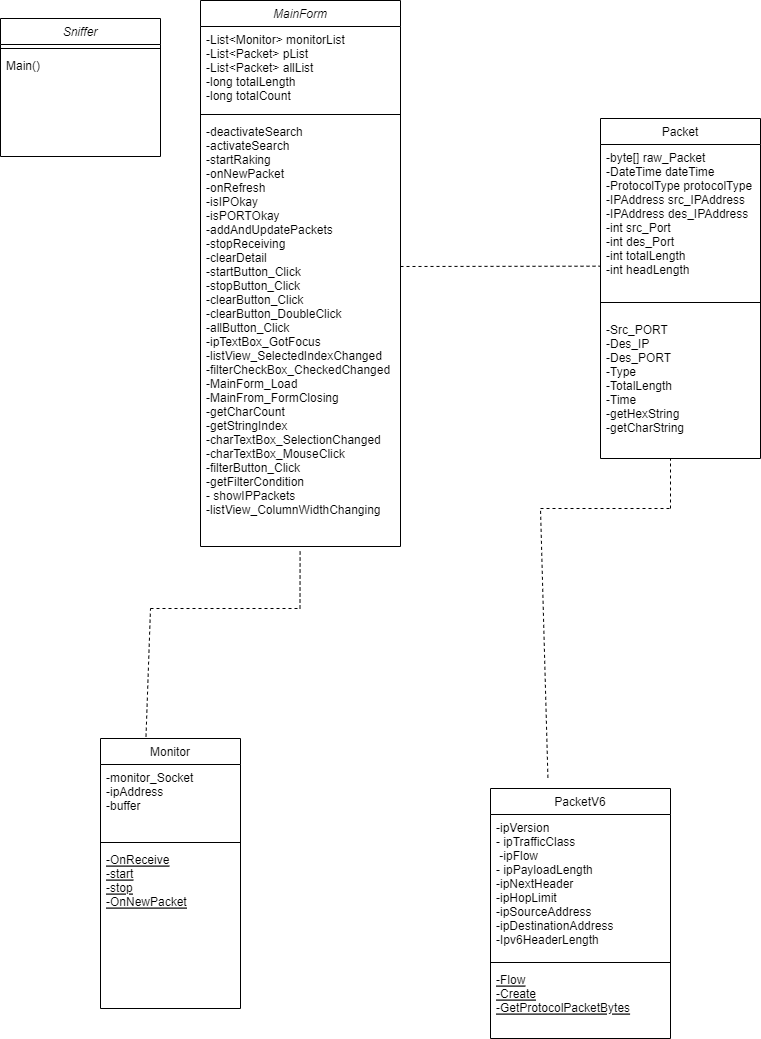 Sniffer
Main()
MainForm
-List<Monitor> monitorList
-List<Packet> pList
-List<Packet> allList
-long totalLength
-long totalCount
-deactivateSearch
-activateSearch
-startRaking
-onNewPacket
-onRefresh
-isIPOkay
-isPORTOkay
-addAndUpdatePackets
-stopReceiving
-clearDetail
-startButton_Click
-stopButton_Click
-clearButton_Click
-clearButton_DoubleClick
-allButton_Click
-ipTextBox_GotFocus
-listView_SelectedIndexChanged
-filterCheckBox_CheckedChanged
-MainForm_Load
-MainFrom_FormClosing
-getCharCount
-getStringIndex
-charTextBox_SelectionChanged
-charTextBox_MouseClick
-filterButton_Click
-getFilterCondition
- showIPPackets
-listView_ColumnWidthChanging
Packet
-byte[] raw_Packet
-DateTime dateTime
-ProtocolType protocolType
-IPAddress src_IPAddress
-IPAddress des_IPAddress
-int src_Port
-int des_Port
-int totalLength
-int headLength
-Src_PORT
-Des_IP
-Des_PORT
-Type
-TotalLength
-Time
-getHexString
-getCharString
Monitor
-monitor_Socket
-ipAddress
-buffer
-OnReceive
-start
-stop
-OnNewPacket
PacketV6
-ipVersion
- ipTrafficClass
-ipFlow
- ipPayloadLength
-ipNextHeader
-ipHopLimit
-ipSourceAddress
-ipDestinationAddress
-Ipv6HeaderLength
-Flow
-Create
-GetProtocolPacketBytes